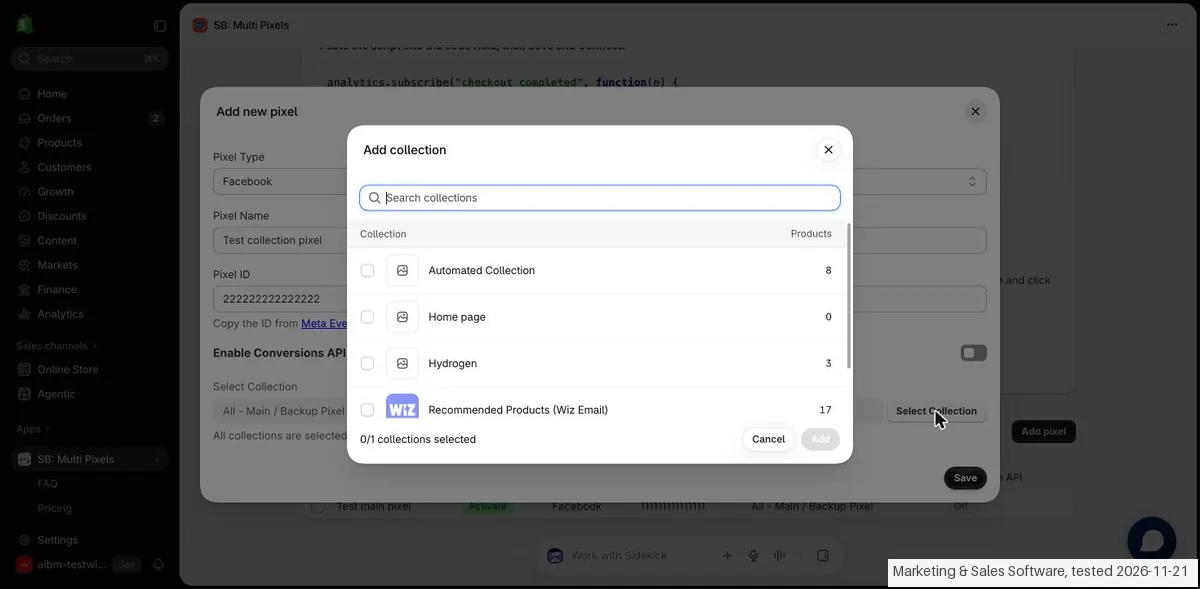 SB: Multi Pixels
Search
⌘K
Home
Orders
2
Products
Customers
Growth
Discounts
Content
Markets
Finance
Analytics
Sales channels
Online Store
Agentic
Apps
SB: Multi Pixels
FAQ
Pricing
Settings
aibm-testwi...
Dev
analytics.subscribe("checkout_completed", function(e) {
Add new pixel
Pixel Type
Facebook
Pixel Name
Test collection pixel
Pixel ID
222222222222222
Copy the ID from Meta Eve
Enable Conversions API
Select Collection
All - Main / Backup Pixel
Select Collection
All collections are selected
and click
Add pixel
Save
API
Add collection
Search collections
Collection
Products
Automated Collection
8
Home page
0
Hydrogen
3
WIZ
Recommended Products (Wiz Email)
17
0/1 collections selected
Cancel
Add
Test main pixel
Activate
Facebook
All - Main / Backup Pixel
Off
Work with Sidekick
Marketing & Sales Software, tested 2026-11-21